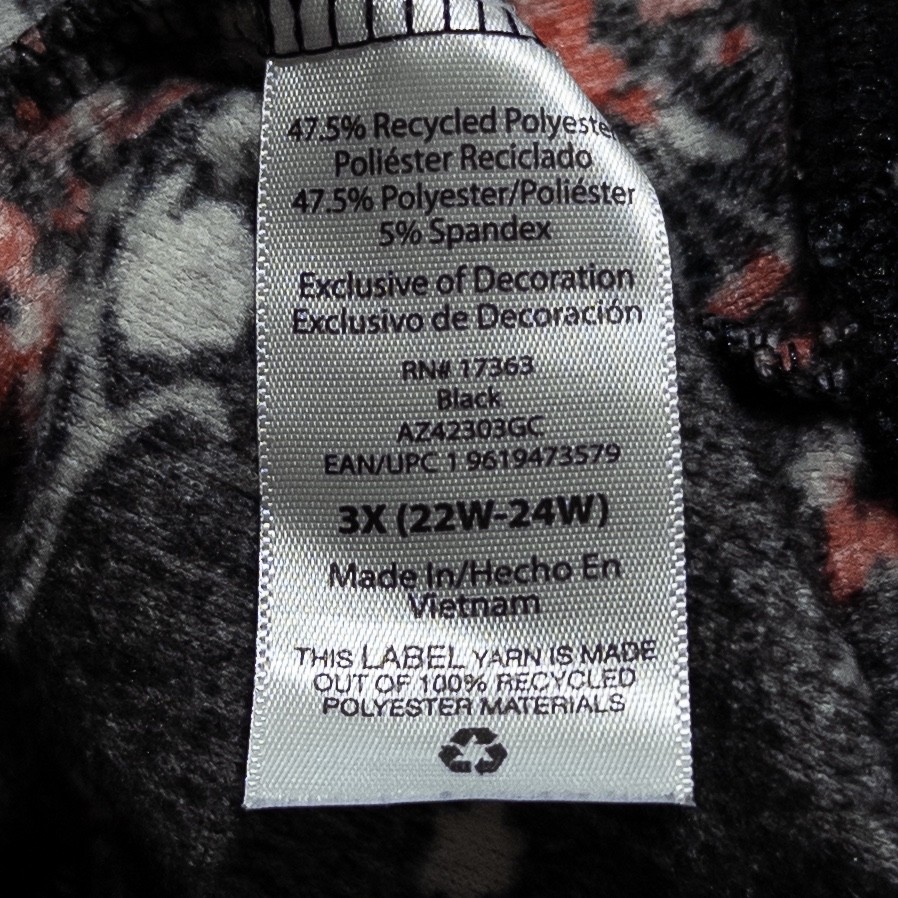 47.5% Recycled Polyester
Poliéster Reciclado
47.5% Polyester/Poliéster
5% Spandex
Exclusive of Decoration
Exclusivo de Decoración
RN# 17363
Black
AZ42303GC
EAN/UPC 1 9619473579
3X (22W-24W)
Made In/Hecho En
Vietnam
THIS LABEL YARN IS MADE
OUT OF 100% RECYCLED
POLYESTER MATERIALS